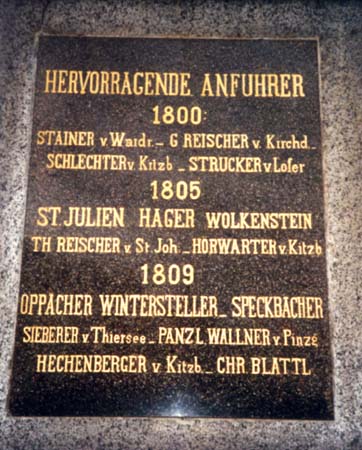 HERVORRAGENDE ANFUHRER
1800:
STAINER v. Waidr. – G. REISCHER v. Kirchd.
SCHLECHTER v. Kitzb. – STRUCKER v. Lofer
1805
ST. JULIEN HAGER WOLKENSTEIN
TH. REISCHER v. St. Joh. – HORWARTER v. Kitzb.
1809
OPPACHER WINTERSTELLER – SPECKBACHER
SIEBERER v. Thiersee – PANZL, WALLNER v. Pinzg.
HECHENBERGER v. Kitzb. – CHR. BLATTL